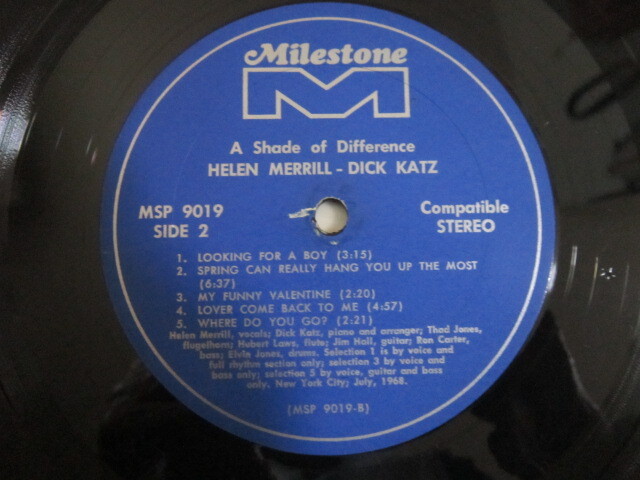 Milestone
M
A Shade of Difference
HELEN MERRILL - DICK KATZ
MSP 9019
SIDE 2
Compatible
STEREO
1. LOOKING FOR A BOY (3:15)
2. SPRING CAN REALLY HANG YOU UP THE MOST
(6:37)
3. MY FUNNY VALENTINE (2:20)
4. LOVER COME BACK TO ME (4:57)
5. WHERE DO YOU GO? (2:21)
Helen Merrill, vocals; Dick Katz, piano and arranger; Thad Jones,
flugelhorn; Hubert Laws, flute; Jim Hall, guitar; Ron Carter,
bass; Elvin Jones, drums. Selection 1 is by voice and
full rhythm section only; selection 3 by voice and
bass only; selection 5 by voice, guitar and bass
only. New York City; July, 1968.
(MSP 9019-B)